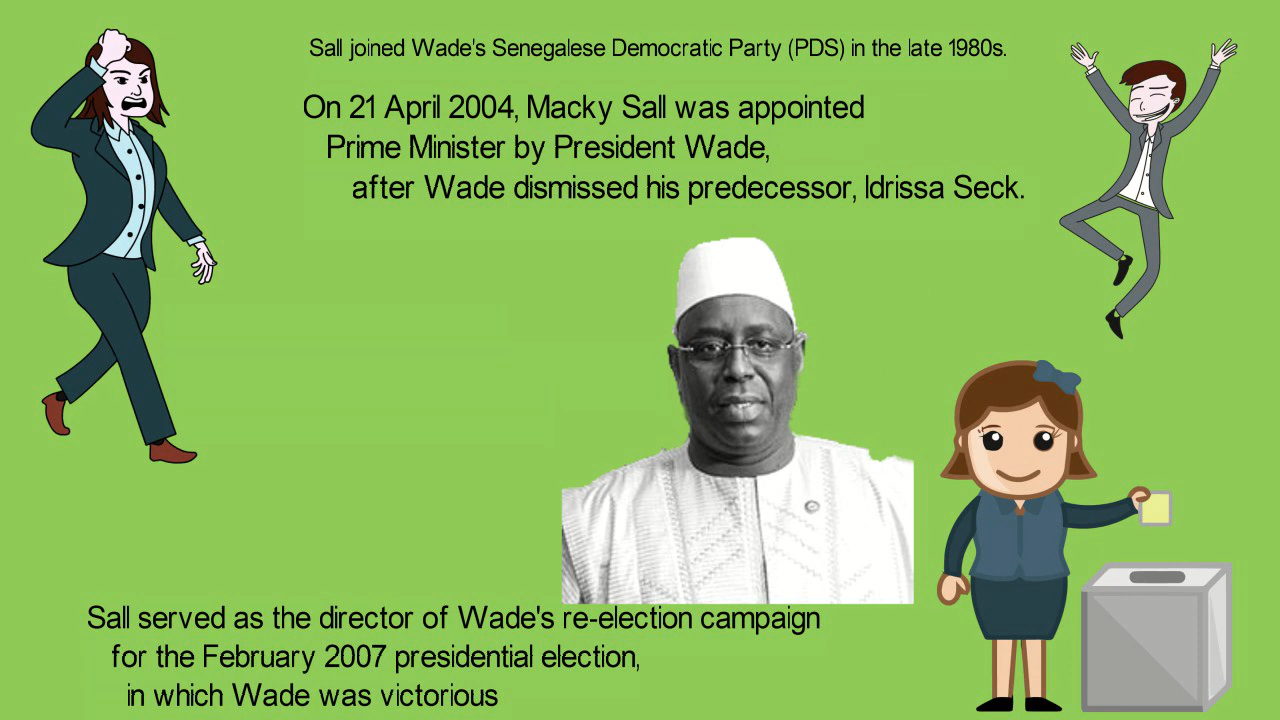 Sall joined Wade's Senegalese Democratic Party (PDS) in the late 1980s.
On 21 April 2004, Macky Sall was appointed
Prime Minister by President Wade,
after Wade dismissed his predecessor, Idrissa Seck.
Sall served as the director of Wade's re-election campaign
for the February 2007 presidential election,
in which Wade was victorious